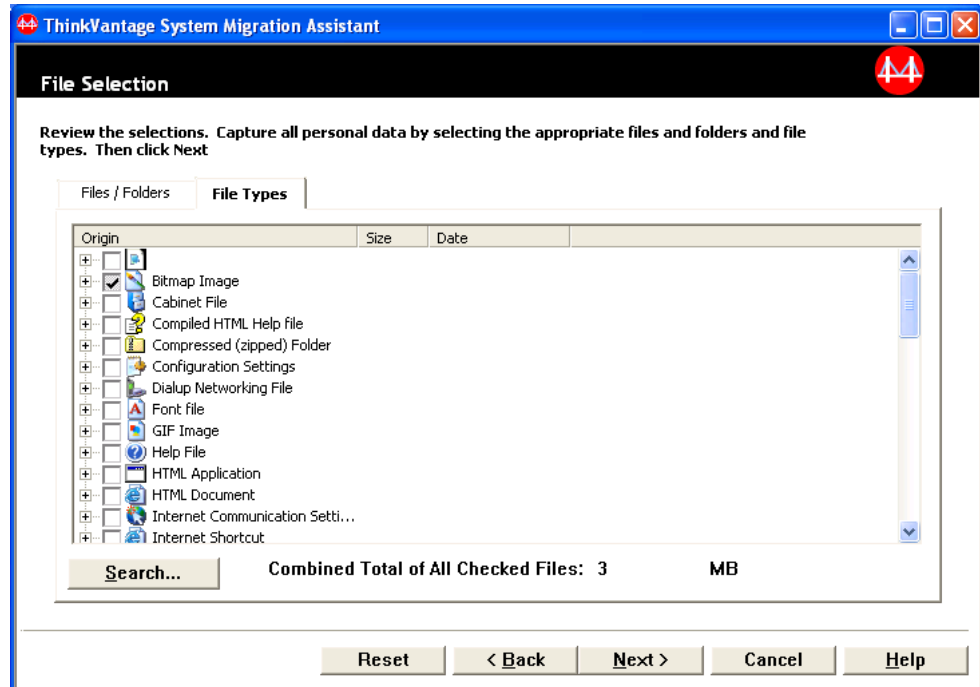 ThinkVantage System Migration Assistant
File Selection
Review the selections. Capture all personal data by selecting the appropriate files and folders and file
types. Then click Next
Files / Folders File Types
Origin Size Date
Bitmap Image
Cabinet File
Compiled HTML Help file
Compressed (zipped) Folder
Configuration Settings
Dialup Networking File
Font file
GIF Image
Help File
HTML Application
HTML Document
Internet Communication Setti...
Internet Shortcut
Search... Combined Total of All Checked Files: 3 MB
Reset < Back Next > Cancel Help